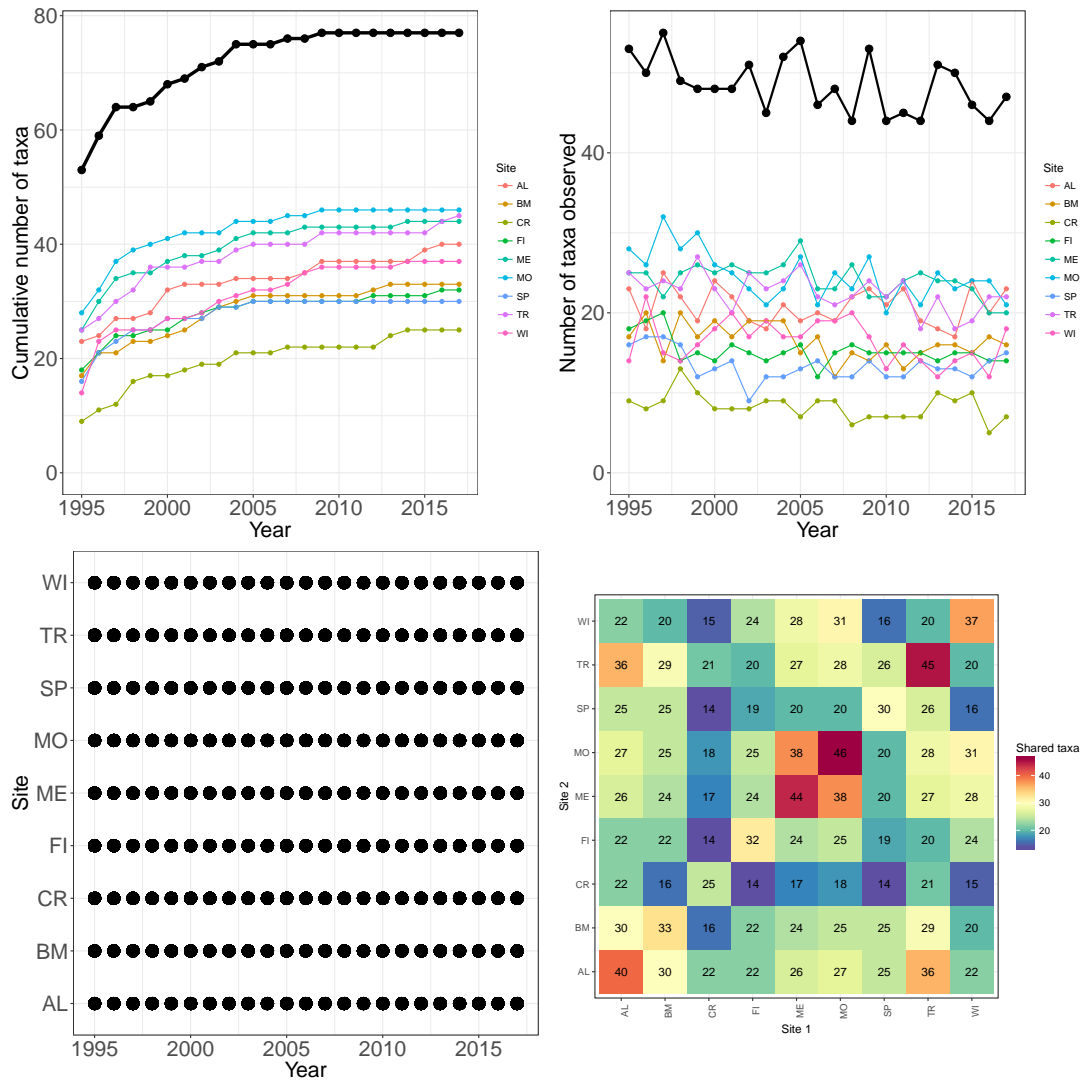 80
60
40
20
0
Cumulative number of taxa
1995 2000 2005 2010 2015
Year
Site
AL
BM
CR
FI
ME
MO
SP
TR
WI
40
20
0
Number of taxa observed
1995 2000 2005 2010 2015
Year
Site
AL
BM
CR
FI
ME
MO
SP
TR
WI
WI
TR
SP
MO
ME
FI
CR
BM
AL
Site
1995 2000 2005 2010 2015
Year
WI 22 20 15 24 28 31 16 20 37
TR 36 29 21 20 27 28 26 45 20
SP 25 25 14 19 20 20 30 26 16
MO 27 25 18 25 38 46 20 28 31
ME 26 24 17 24 44 38 20 27 28
FI 22 22 14 32 24 25 19 20 24
CR 22 16 25 14 17 18 14 21 15
BM 30 33 16 22 24 25 25 29 20
AL 40 30 22 22 26 27 25 36 22
Site 2
AL BM CR FI ME MO SP TR WI
Site 1
Shared taxa
40
30
20